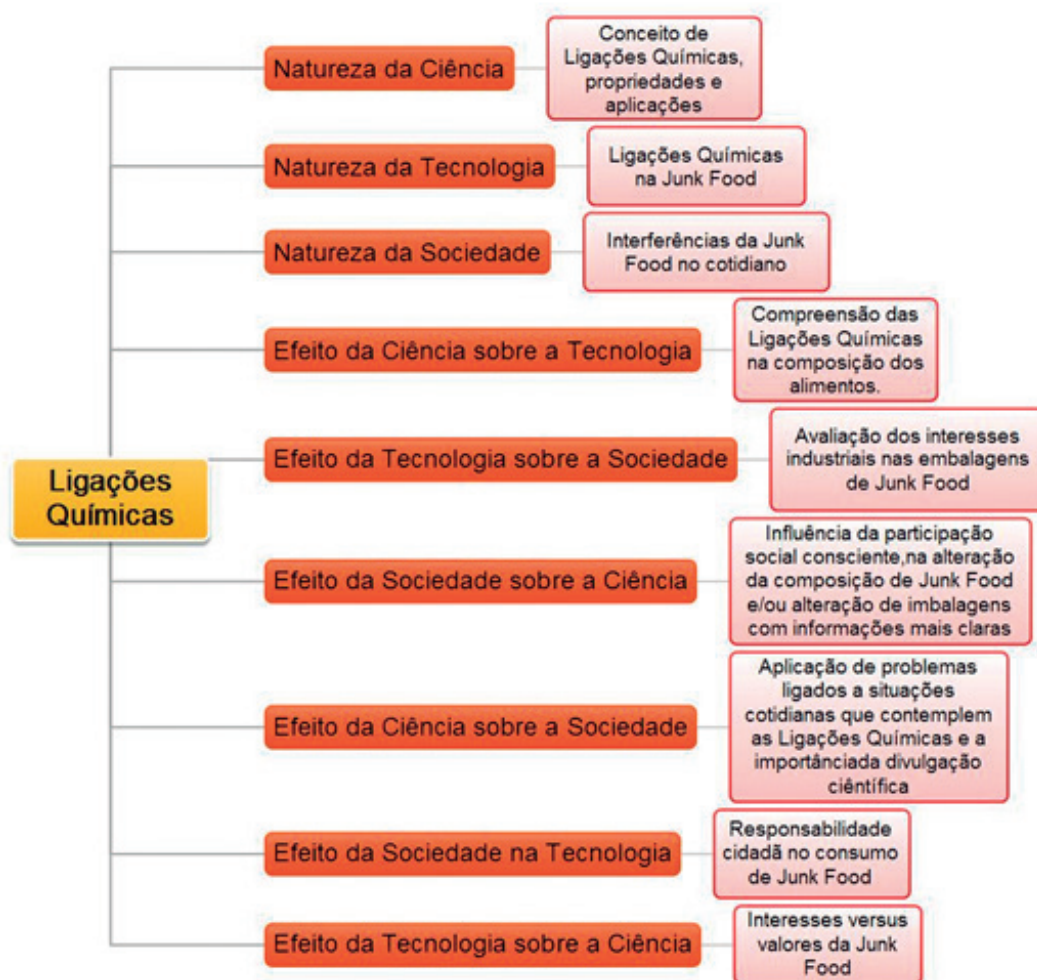 Natureza da Ciência
Conceito de
Ligações Químicas,
propriedades e
aplicações
Natureza da Tecnologia
Ligações Químicas
na Junk Food
Natureza da Sociedade
Interferências da Junk
Food no cotidiano
Efeito da Ciência sobre a Tecnologia
Compreensão das
Ligações Químicas
na composição dos
alimentos.
Ligações
Químicas
Efeito da Tecnologia sobre a Sociedade
Avaliação dos interesses
industriais nas embalagens
de Junk Food
Efeito da Sociedade sobre a Ciência
Influência da participação
social consciente,na alteração
da composição de Junk Food
e/ou alteração de imbalagens
com informações mais claras
Efeito da Ciência sobre a Sociedade
Aplicação de problemas
ligados a situações
cotidianas que contemplem
as Ligações Químicas e a
importânciada divulgação
ciêntífica
Efeito da Sociedade na Tecnologia
Responsabilidade
cidadã no consumo
de Junk Food
Efeito da Tecnologia sobre a Ciência
Interesses versus
valores da Junk
Food